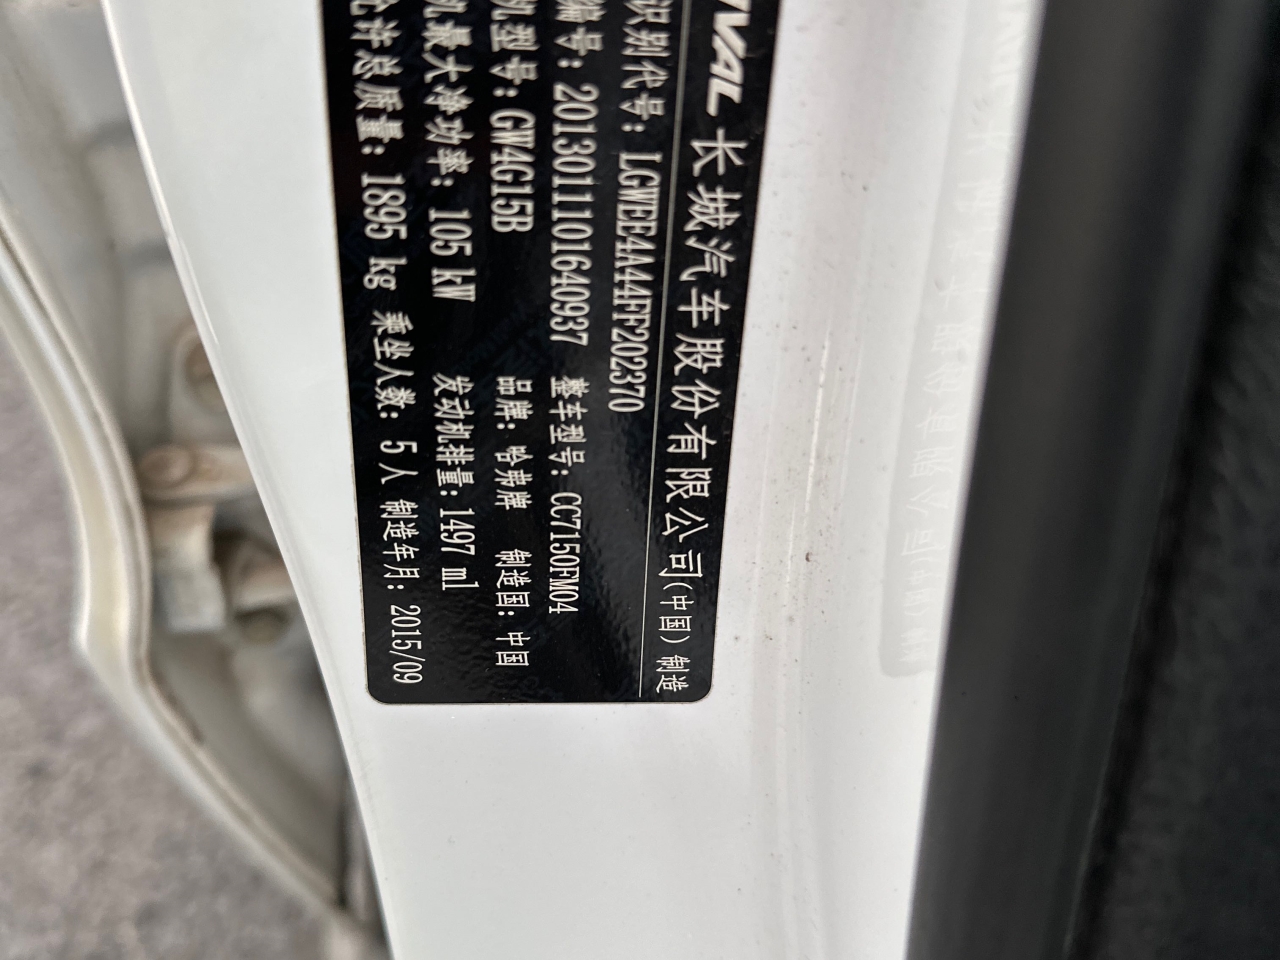 VAL 长城汽车股份有限公司(中国) 制造
识别代号: LGWEE4A44FF202370
编号: 2013011101640937 整车型号: CC7150FM04
机型号: GW4G15B 品牌: 哈弗牌 制造国: 中国
机最大净功率: 105 kW 发动机排量: 1497 ml
允许总质量: 1895 kg 乘坐人数: 5人 制造年月: 2015/09